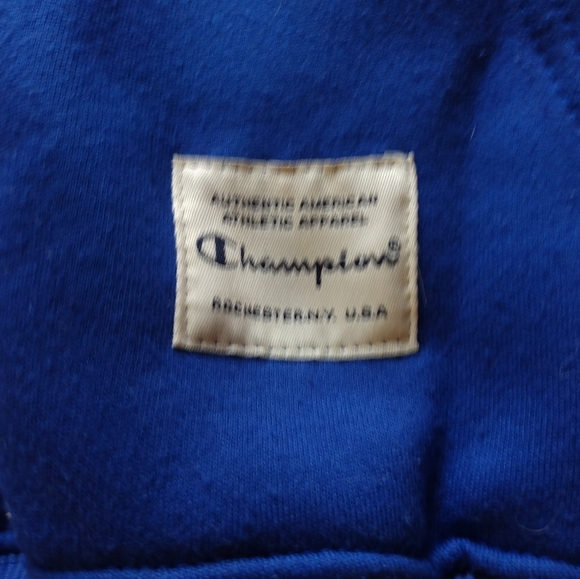 AUTHENTIC AMERICAN
ATHLETIC APPAREL
Champion®
ROCHESTER.N.Y. U.S.A